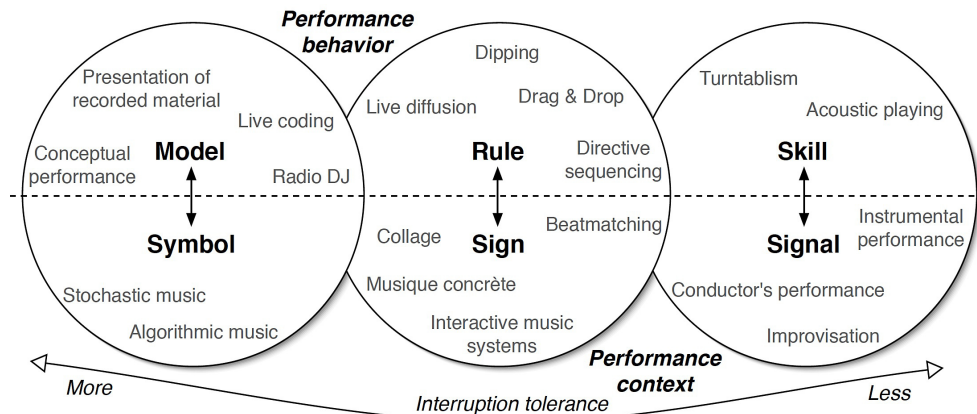 Performance
behavior
Presentation of
recorded material
Live coding
Conceptual
performance
Model
Radio DJ
Symbol
Stochastic music
Algorithmic music
Dipping
Live diffusion
Drag & Drop
Rule
Directive
sequencing
Collage
Sign
Beatmatching
Musique concrète
Interactive music
systems
Turntablism
Acoustic playing
Skill
Signal
Instrumental
performance
Conductor's performance
Improvisation
Performance
context
More
Interruption tolerance
Less